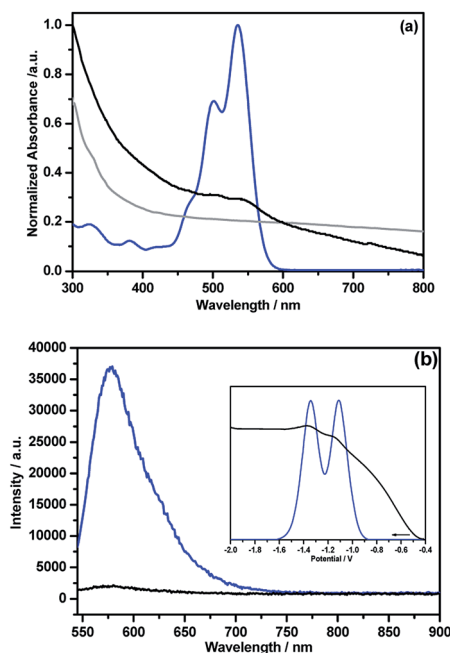 (a)
1.0
0.8
0.6
0.4
0.2
0.0
Normalized Absorbance /a.u.
300 400 500 600 700 800
Wavelength / nm
(b)
40000
35000
30000
25000
20000
15000
10000
5000
0
Intensity / a.u.
-2.0 -1.8 -1.6 -1.4 -1.2 -1.0 -0.8 -0.6 -0.4
Potential / V
550 600 650 700 750 800 850 900
Wavelength / nm